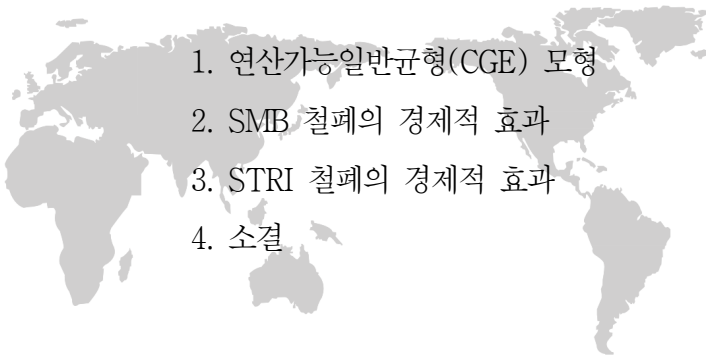 1. 연산가능일반균형(CGE) 모형
2. SMB 철폐의 경제적 효과
3. STRI 철폐의 경제적 효과
4. 소결